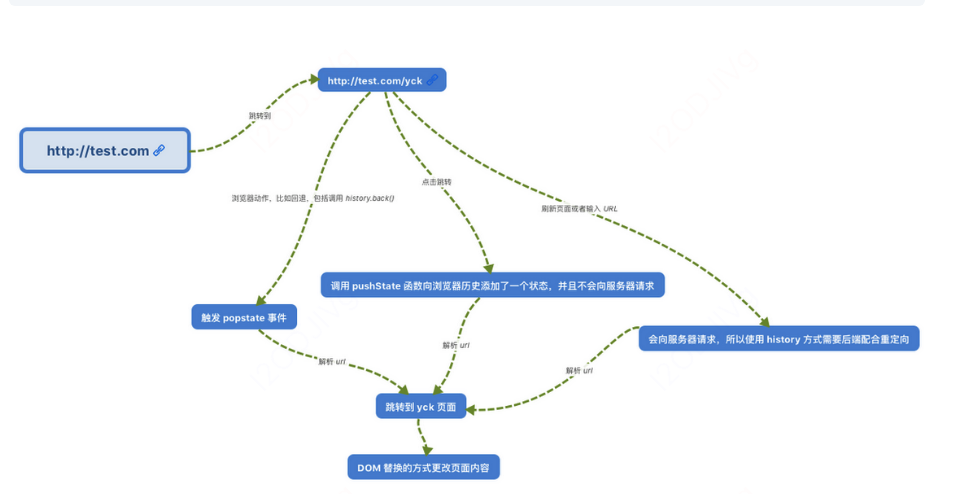 http://test.com/yck
跳转到
http://test.com
点击跳转
浏览器动作，比如回退，包括调用 history.back()
刷新页面或者输入 URL
调用 pushState 函数向浏览器历史添加了一个状态，并且不会向服务器请求
触发 popstate 事件
会向服务器请求，所以使用 history 方式需要后端配合重定向
解析 url
解析 url
解析 url
跳转到 yck 页面
DOM 替换的方式更改页面内容